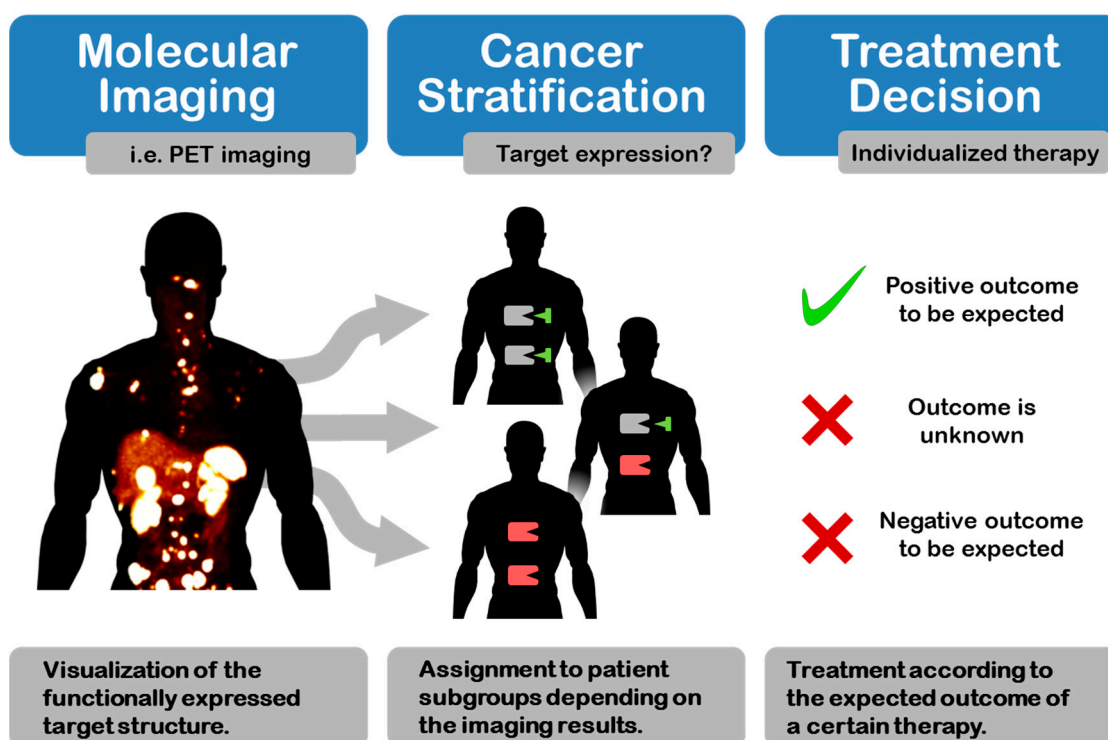 Molecular
Imaging
i.e. PET imaging
Cancer
Stratification
Target expression?
Treatment
Decision
Individualized therapy
Positive outcome
to be expected
Outcome is
unknown
Negative outcome
to be expected
Visualization of the
functionally expressed
target structure.
Assignment to patient
subgroups depending on
the imaging results.
Treatment according to
the expected outcome of
a certain therapy.